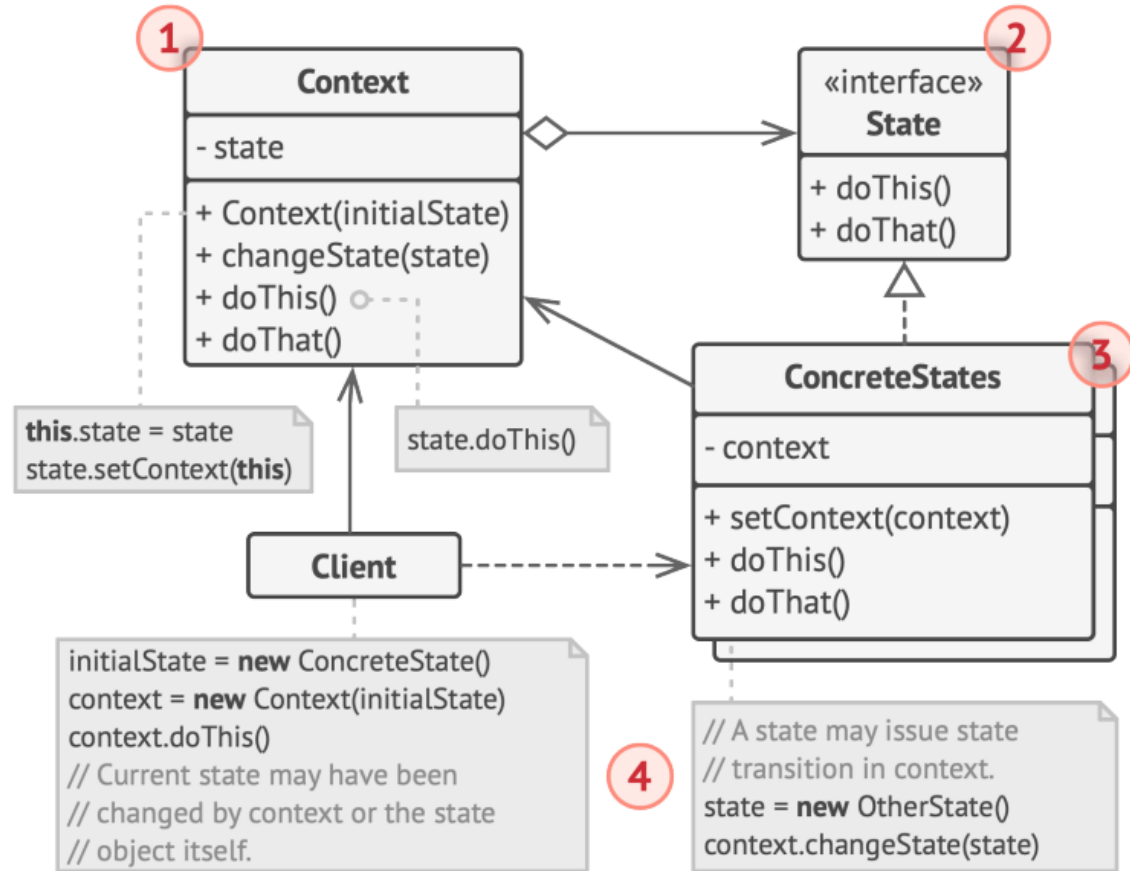 1
Context
- state
+ Context(initialState)
+ changeState(state)
+ doThis()
+ doThat()
2
«interface»
State
+ doThis()
+ doThat()
this.state = state
state.setContext(this)
state.doThis()
3
ConcreteStates
- context
+ setContext(context)
+ doThis()
+ doThat()
Client
initialState = new ConcreteState()
context = new Context(initialState)
context.doThis()
// Current state may have been
// changed by context or the state
// object itself.
4
// A state may issue state
// transition in context.
state = new OtherState()
context.changeState(state)